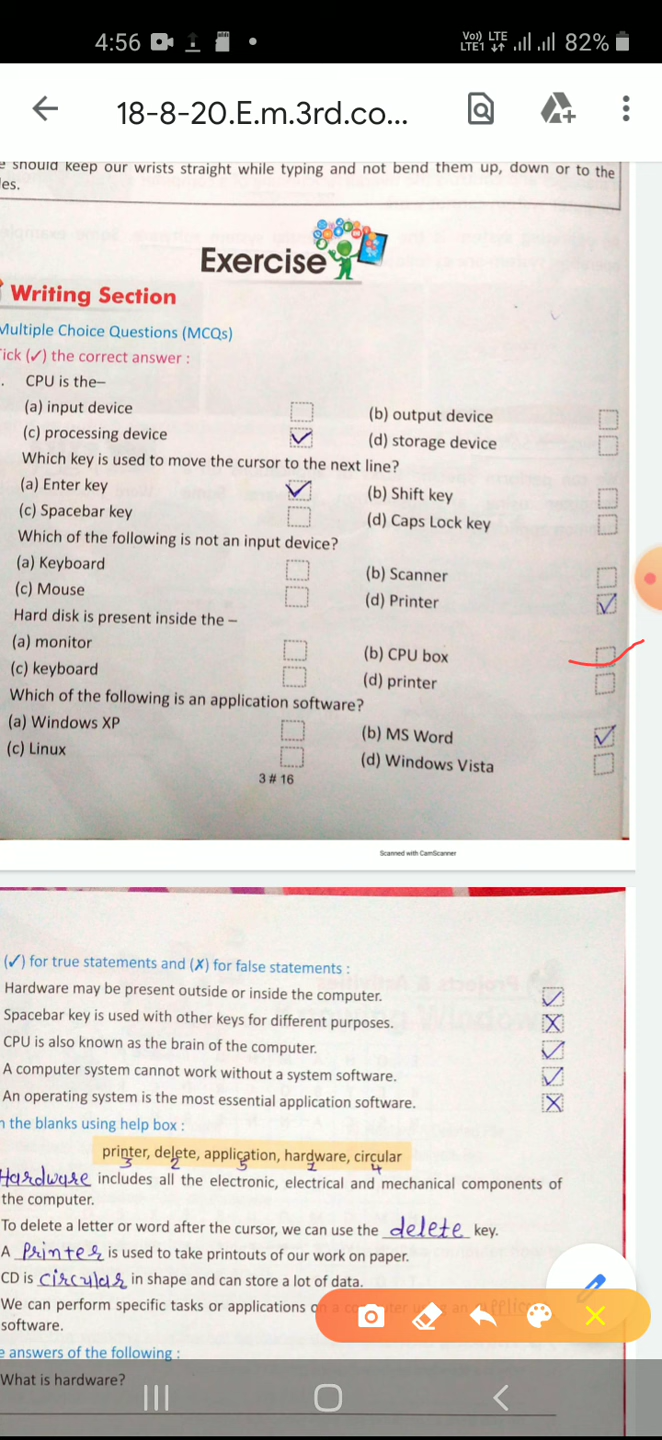 4:56
Vo)) LTE
LTE1 82%
18-8-20.E.m.3rd.co...
should keep our wrists straight while typing and not bend them up, down or to the
les.
Exercise
Writing Section
Multiple Choice Questions (MCQs)
Tick (✓) the correct answer :
CPU is the–
(a) input device (b) output device
(c) processing device ✓ (d) storage device
Which key is used to move the cursor to the next line?
(a) Enter key ✓ (b) Shift key
(c) Spacebar key (d) Caps Lock key
Which of the following is not an input device?
(a) Keyboard (b) Scanner
(c) Mouse (d) Printer ✓
Hard disk is present inside the –
(a) monitor (b) CPU box ✓
(c) keyboard (d) printer
Which of the following is an application software?
(a) Windows XP (b) MS Word ✓
(c) Linux (d) Windows Vista
3 # 16
Scanned with CamScanner
(✓) for true statements and (✗) for false statements :
Hardware may be present outside or inside the computer. ✓
Spacebar key is used with other keys for different purposes. X
CPU is also known as the brain of the computer. ✓
A computer system cannot work without a system software. ✓
An operating system is the most essential application software. X
the blanks using help box :
printer, delete, application, hardware, circular
3 2 5 1 4
Hardware includes all the electronic, electrical and mechanical components of
the computer.
To delete a letter or word after the cursor, we can use the delete key.
A Printer is used to take printouts of our work on paper.
CD is circular in shape and can store a lot of data.
We can perform specific tasks or applications
software.
answers of the following :
What is hardware?